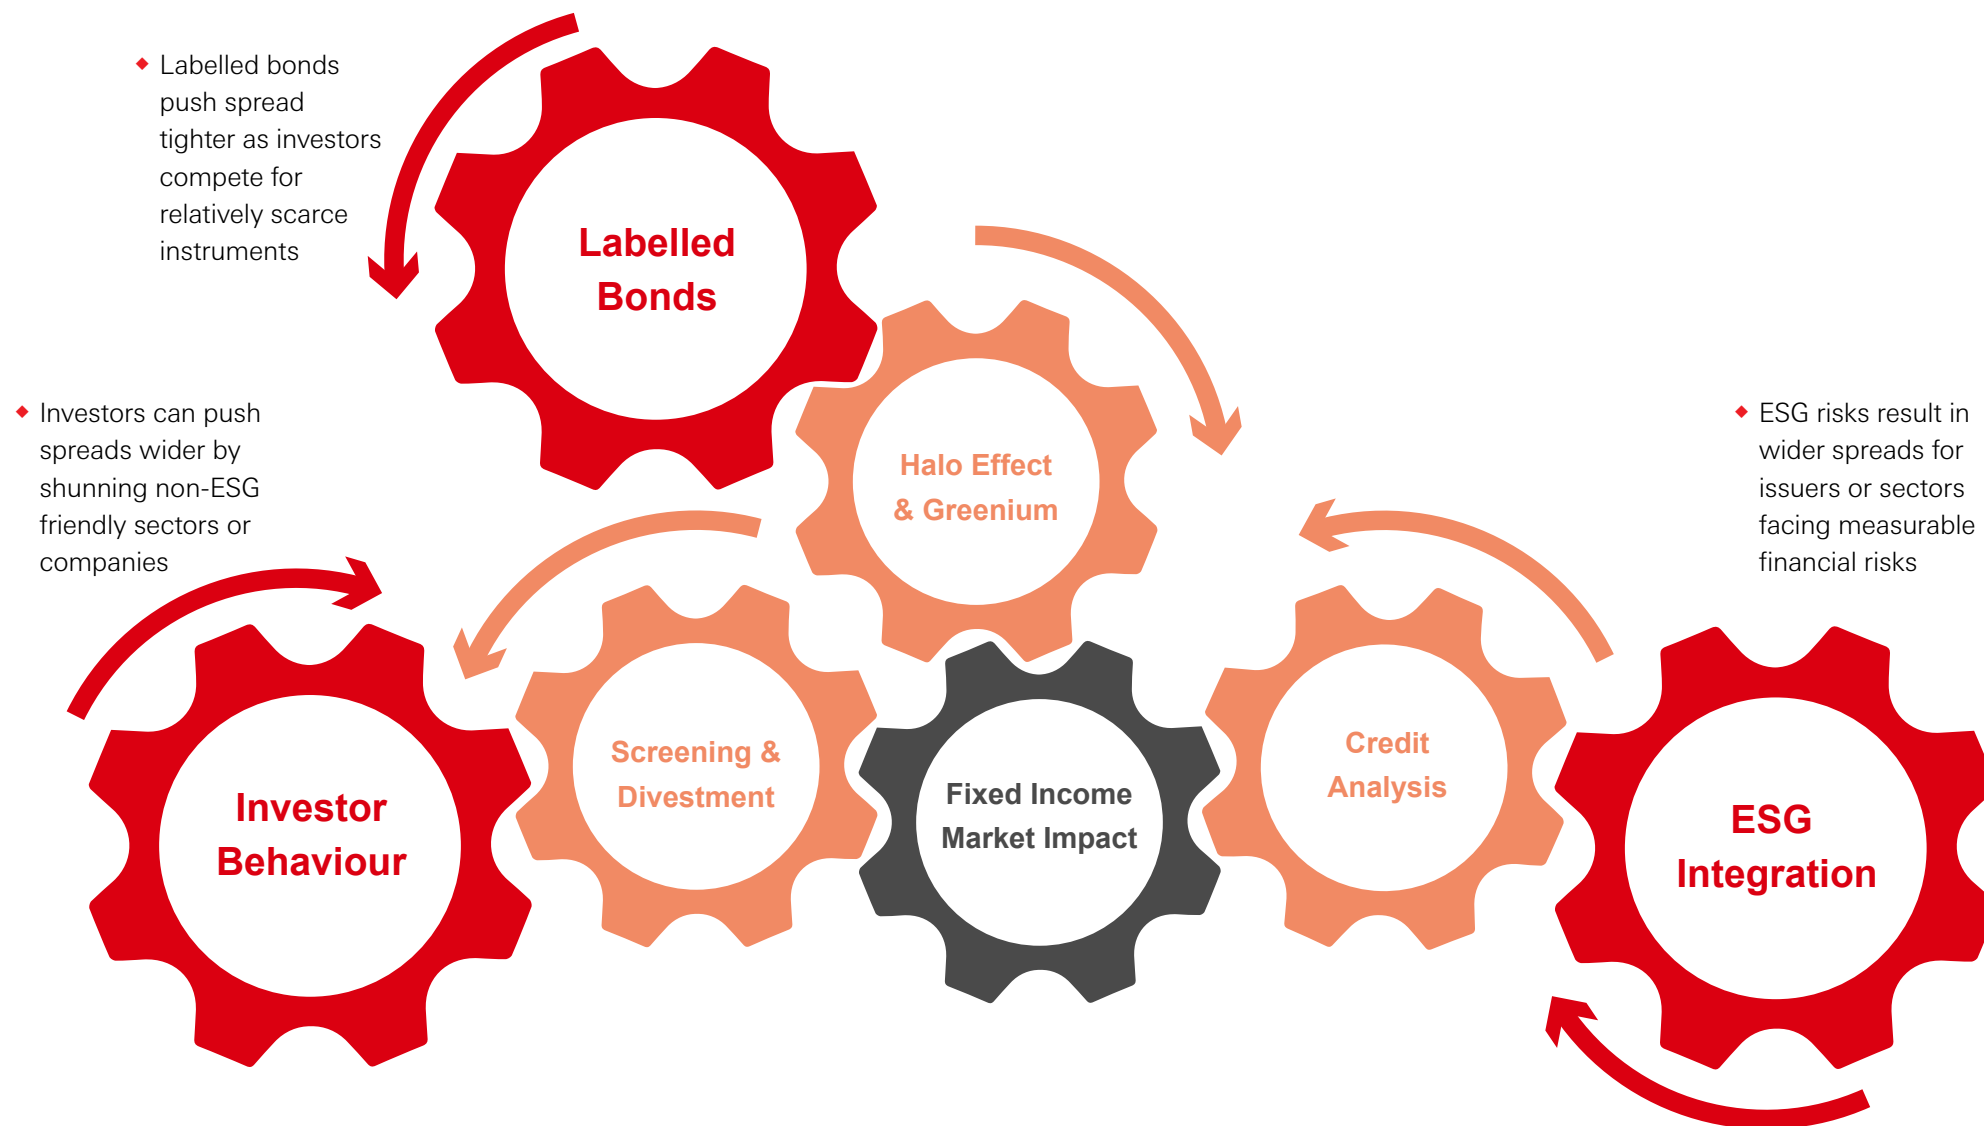 Labelled bonds
push spread
tighter as investors
compete for
relatively scarce
instruments
Labelled
Bonds
Investors can push
spreads wider by
shunning non-ESG
friendly sectors or
companies
Halo Effect
& Greenium
ESG risks result in
wider spreads for
issuers or sectors
facing measurable
financial risks
Investor
Behaviour
Screening &
Divestment
Fixed Income
Market Impact
Credit
Analysis
ESG
Integration